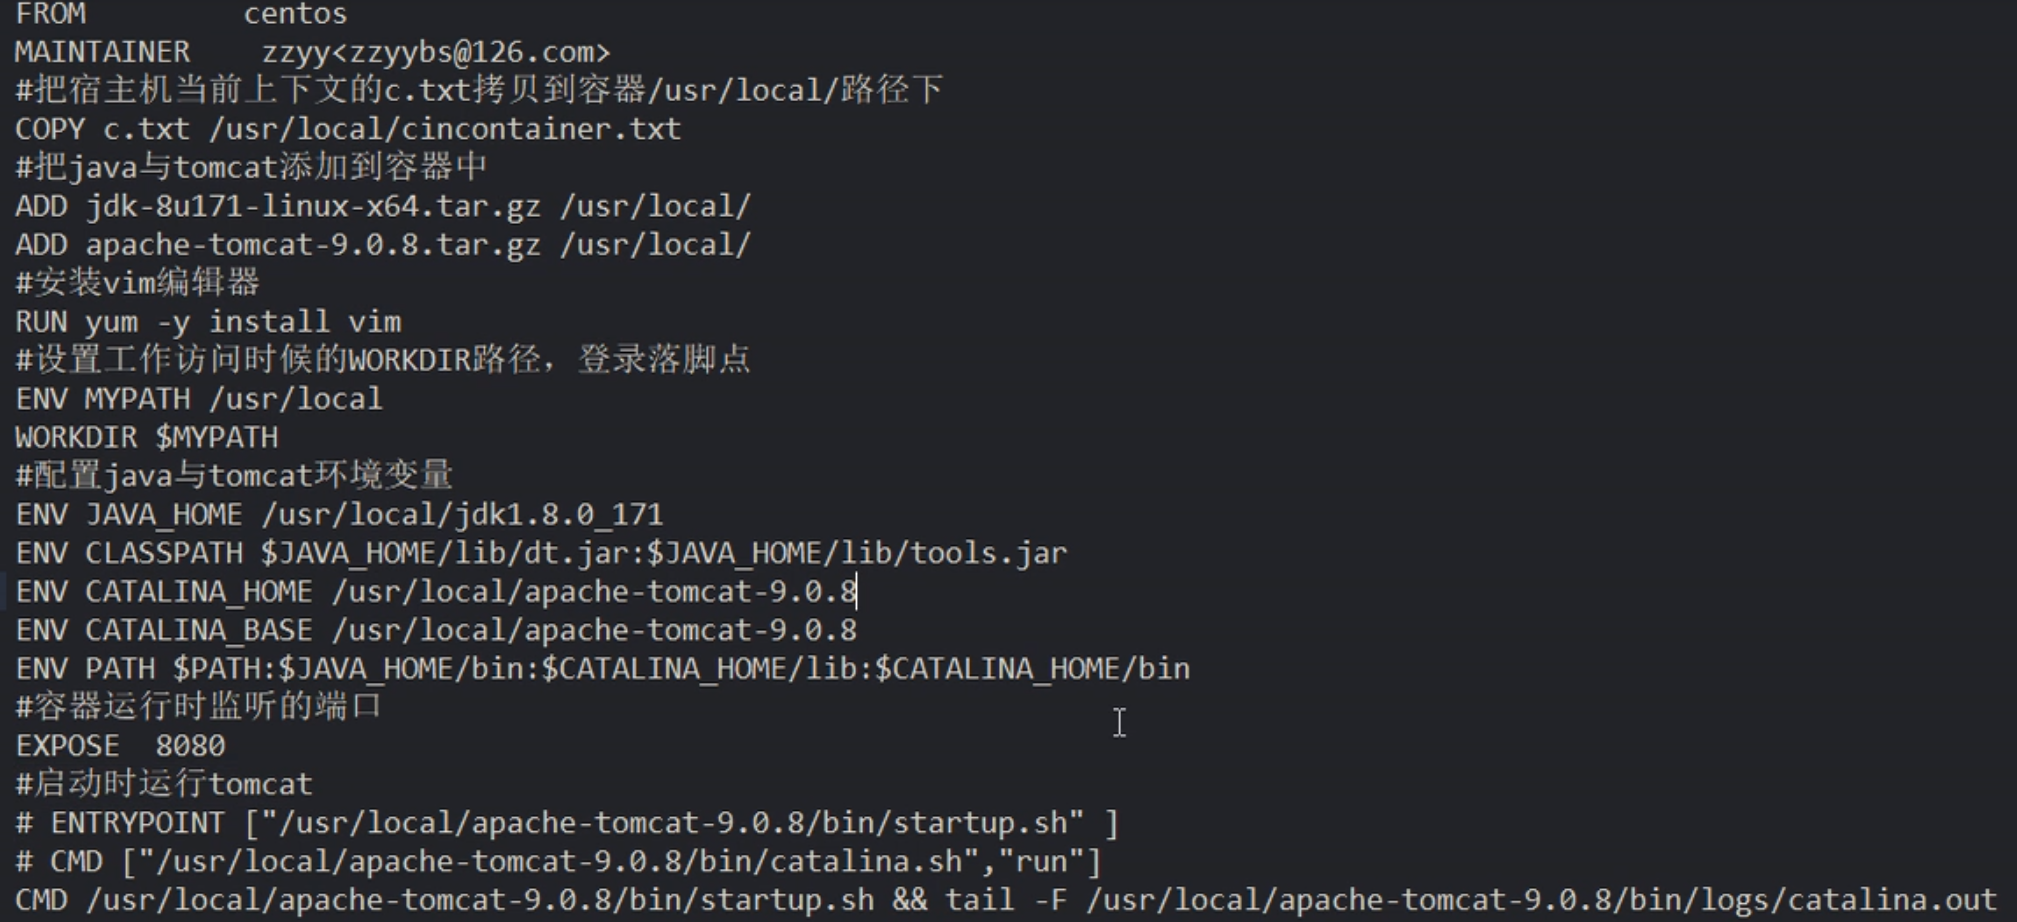 FROM         centos
MAINTAINER    zzyy<zzyybs@126.com>
#把宿主机当前上下文的c.txt拷贝到容器/usr/local/路径下
COPY c.txt /usr/local/cincontainer.txt
#把java与tomcat添加到容器中
ADD jdk-8u171-linux-x64.tar.gz /usr/local/
ADD apache-tomcat-9.0.8.tar.gz /usr/local/
#安装vim编辑器
RUN yum -y install vim
#设置工作访问时候的WORKDIR路径，登录落脚点
ENV MYPATH /usr/local
WORKDIR $MYPATH
#配置java与tomcat环境变量
ENV JAVA_HOME /usr/local/jdk1.8.0_171
ENV CLASSPATH $JAVA_HOME/lib/dt.jar:$JAVA_HOME/lib/tools.jar
ENV CATALINA_HOME /usr/local/apache-tomcat-9.0.8
ENV CATALINA_BASE /usr/local/apache-tomcat-9.0.8
ENV PATH $PATH:$JAVA_HOME/bin:$CATALINA_HOME/lib:$CATALINA_HOME/bin
#容器运行时监听的端口
EXPOSE  8080
#启动时运行tomcat
# ENTRYPOINT ["/usr/local/apache-tomcat-9.0.8/bin/startup.sh" ]
# CMD ["/usr/local/apache-tomcat-9.0.8/bin/catalina.sh","run"]
CMD /usr/local/apache-tomcat-9.0.8/bin/startup.sh && tail -F /usr/local/apache-tomcat-9.0.8/bin/logs/catalina.out